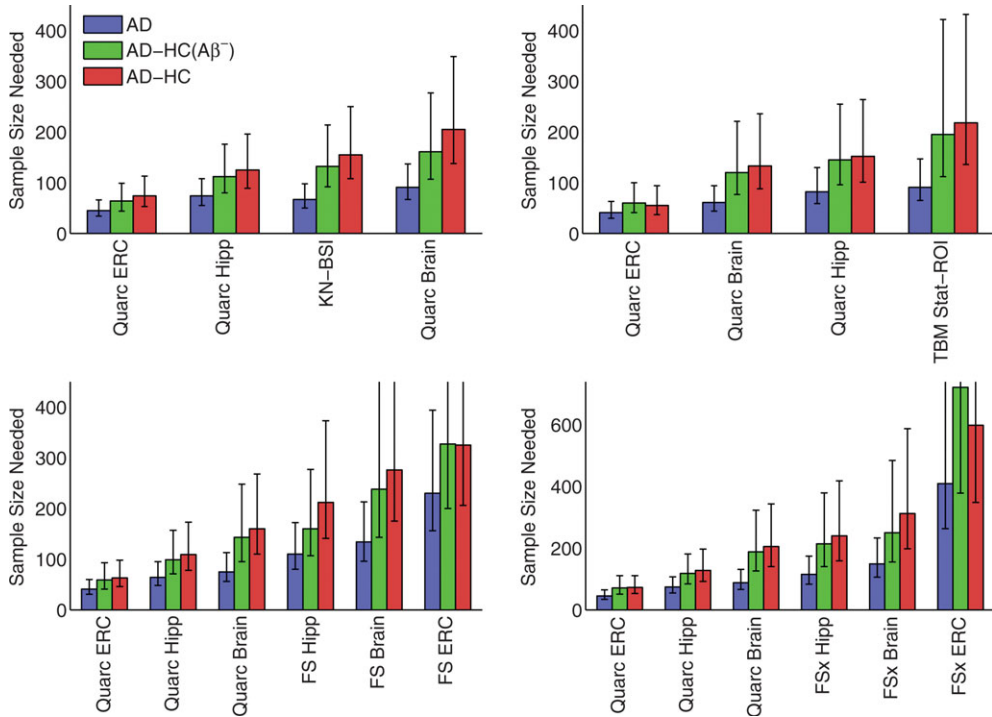 Sample Size Needed
400
300
200
100
0
AD
AD−HC(Aβ⁻)
AD−HC
Quarc ERC
Quarc Hipp
KN−BSI
Quarc Brain
Sample Size Needed
400
300
200
100
0
Quarc ERC
Quarc Brain
Quarc Hipp
TBM Stat−ROI
Sample Size Needed
400
300
200
100
0
Quarc ERC
Quarc Hipp
Quarc Brain
FS Hipp
FS Brain
FS ERC
Sample Size Needed
600
400
200
0
Quarc ERC
Quarc Hipp
Quarc Brain
FSx Hipp
FSx Brain
FSx ERC